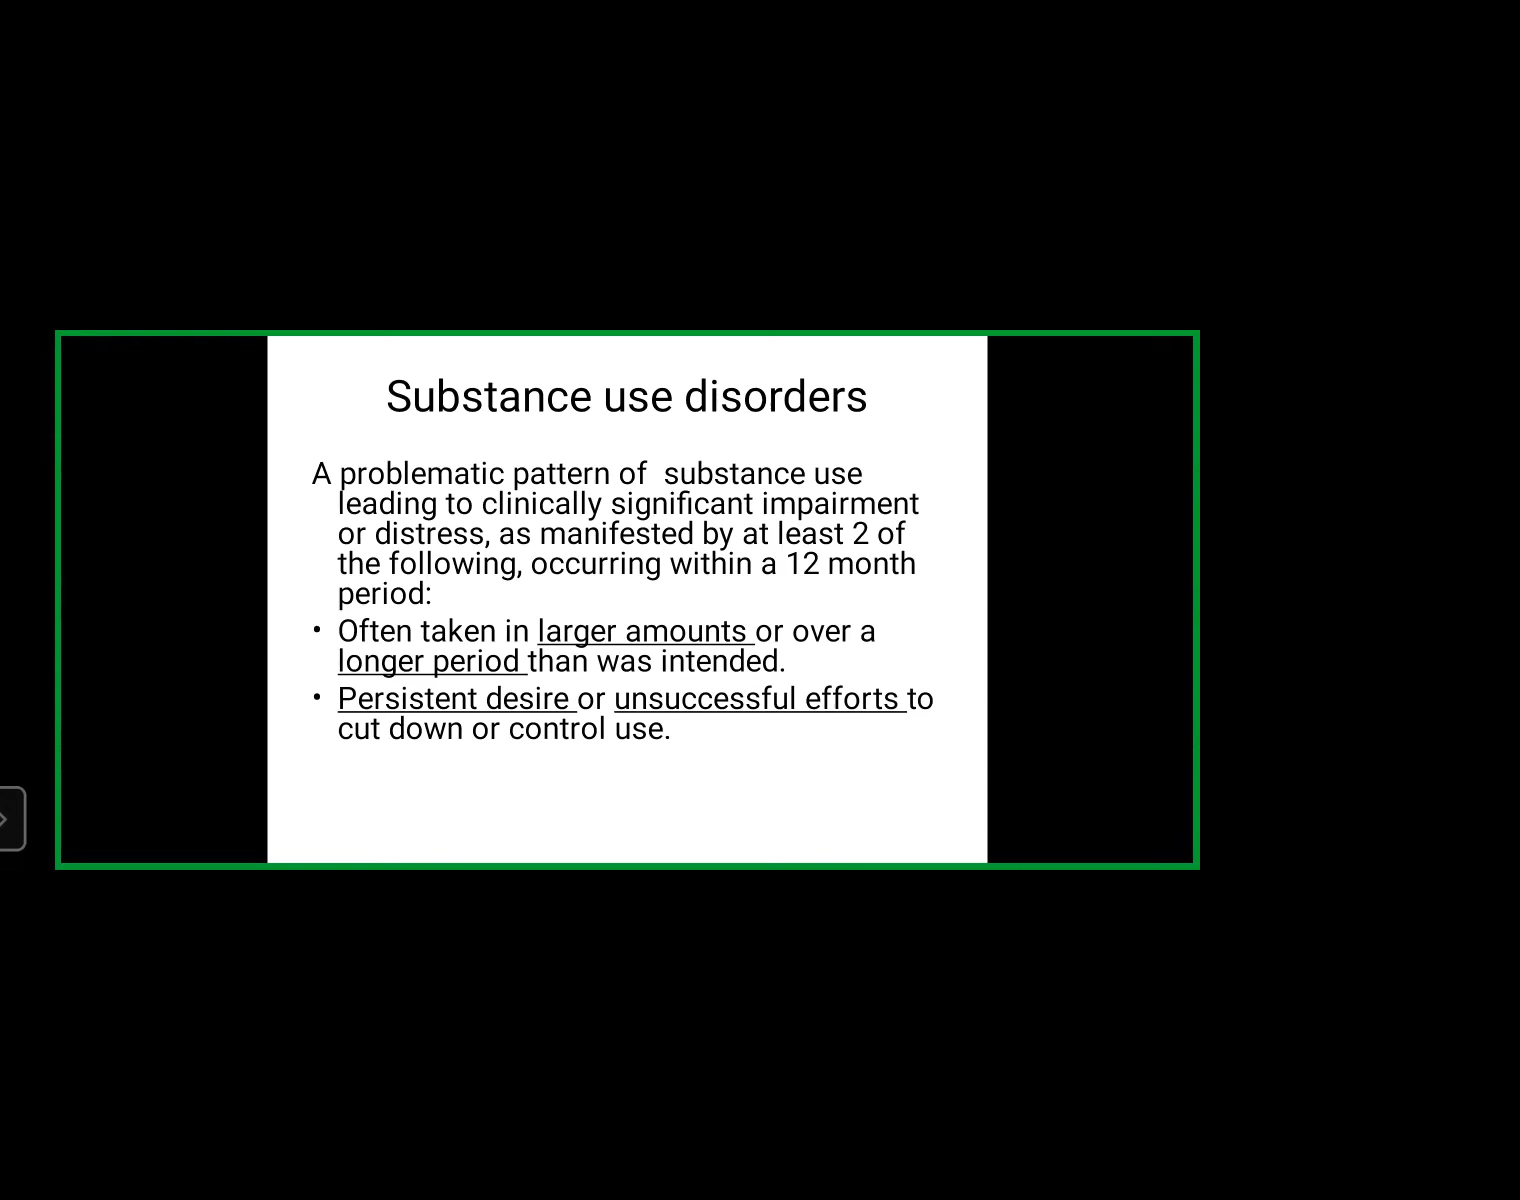 Substance use disorders
A problematic pattern of  substance use
leading to clinically significant impairment
or distress, as manifested by at least 2 of
the following, occurring within a 12 month
period:
• Often taken in larger amounts or over a
longer period than was intended.
• Persistent desire or unsuccessful efforts to
cut down or control use.